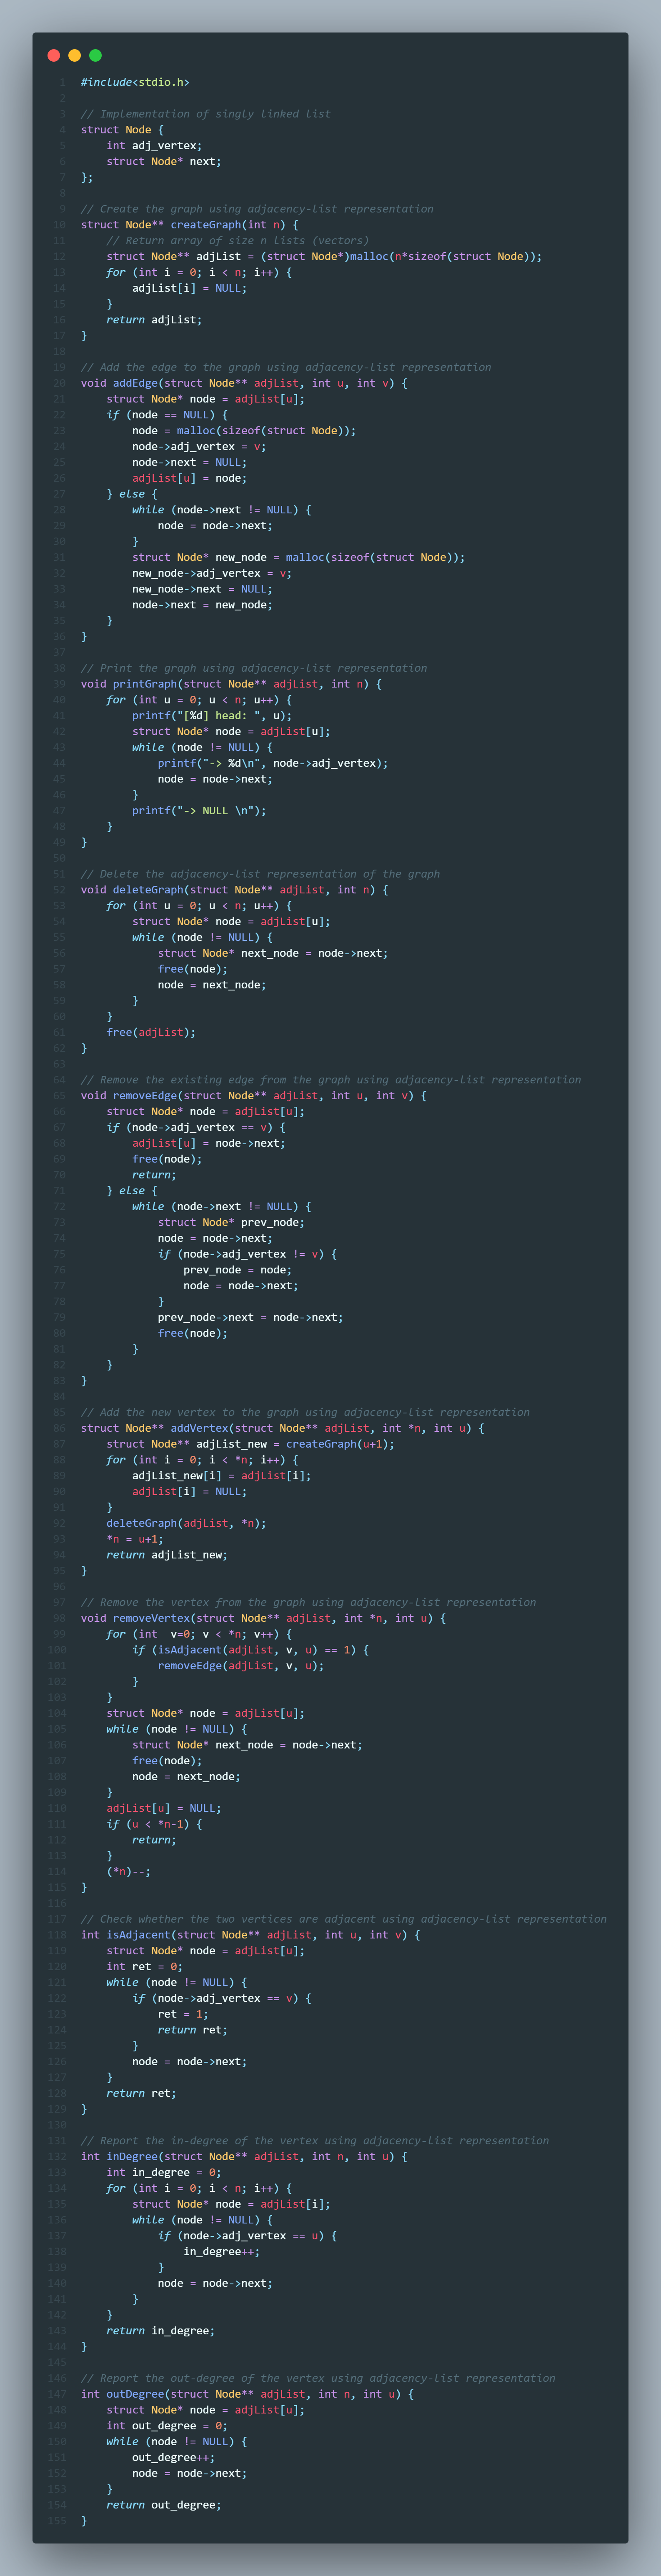 1 #include<stdio.h>
2
3 // Implementation of singly linked list
4 struct Node {
5     int adj_vertex;
6     struct Node* next;
7 };
8
9 // Create the graph using adjacency-list representation
10 struct Node** createGraph(int n) {
11     // Return array of size n lists (vectors)
12     struct Node** adjList = (struct Node*)malloc(n*sizeof(struct Node));
13     for (int i = 0; i < n; i++) {
14         adjList[i] = NULL;
15     }
16     return adjList;
17 }
18
19 // Add the edge to the graph using adjacency-list representation
20 void addEdge(struct Node** adjList, int u, int v) {
21     struct Node* node = adjList[u];
22     if (node == NULL) {
23         node = malloc(sizeof(struct Node));
24         node->adj_vertex = v;
25         node->next = NULL;
26         adjList[u] = node;
27     } else {
28         while (node->next != NULL) {
29             node = node->next;
30         }
31         struct Node* new_node = malloc(sizeof(struct Node));
32         new_node->adj_vertex = v;
33         new_node->next = NULL;
34         node->next = new_node;
35     }
36 }
37
38 // Print the graph using adjacency-list representation
39 void printGraph(struct Node** adjList, int n) {
40     for (int u = 0; u < n; u++) {
41         printf("[%d] head: ", u);
42         struct Node* node = adjList[u];
43         while (node != NULL) {
44             printf("-> %d\n", node->adj_vertex);
45             node = node->next;
46         }
47         printf("-> NULL \n");
48     }
49 }
50
51 // Delete the adjacency-list representation of the graph
52 void deleteGraph(struct Node** adjList, int n) {
53     for (int u = 0; u < n; u++) {
54         struct Node* node = adjList[u];
55         while (node != NULL) {
56             struct Node* next_node = node->next;
57             free(node);
58             node = next_node;
59         }
60     }
61     free(adjList);
62 }
63
64 // Remove the existing edge from the graph using adjacency-list representation
65 void removeEdge(struct Node** adjList, int u, int v) {
66     struct Node* node = adjList[u];
67     if (node->adj_vertex == v) {
68         adjList[u] = node->next;
69         free(node);
70         return;
71     } else {
72         while (node->next != NULL) {
73             struct Node* prev_node;
74             node = node->next;
75             if (node->adj_vertex != v) {
76                 prev_node = node;
77                 node = node->next;
78             }
79             prev_node->next = node->next;
80             free(node);
81         }
82     }
83 }
84
85 // Add the new vertex to the graph using adjacency-list representation
86 struct Node** addVertex(struct Node** adjList, int *n, int u) {
87     struct Node** adjList_new = createGraph(u+1);
88     for (int i = 0; i < *n; i++) {
89         adjList_new[i] = adjList[i];
90         adjList[i] = NULL;
91     }
92     deleteGraph(adjList, *n);
93     *n = u+1;
94     return adjList_new;
95 }
96
97 // Remove the vertex from the graph using adjacency-list representation
98 void removeVertex(struct Node** adjList, int *n, int u) {
99     for (int  v=0; v < *n; v++) {
100         if (isAdjacent(adjList, v, u) == 1) {
101             removeEdge(adjList, v, u);
102         }
103     }
104     struct Node* node = adjList[u];
105     while (node != NULL) {
106         struct Node* next_node = node->next;
107         free(node);
108         node = next_node;
109     }
110     adjList[u] = NULL;
111     if (u < *n-1) {
112         return;
113     }
114     (*n)--;
115 }
116
117 // Check whether the two vertices are adjacent using adjacency-list representation
118 int isAdjacent(struct Node** adjList, int u, int v) {
119     struct Node* node = adjList[u];
120     int ret = 0;
121     while (node != NULL) {
122         if (node->adj_vertex == v) {
123             ret = 1;
124             return ret;
125         }
126         node = node->next;
127     }
128     return ret;
129 }
130
131 // Report the in-degree of the vertex using adjacency-list representation
132 int inDegree(struct Node** adjList, int n, int u) {
133     int in_degree = 0;
134     for (int i = 0; i < n; i++) {
135         struct Node* node = adjList[i];
136         while (node != NULL) {
137             if (node->adj_vertex == u) {
138                 in_degree++;
139             }
140             node = node->next;
141         }
142     }
143     return in_degree;
144 }
145
146 // Report the out-degree of the vertex using adjacency-list representation
147 int outDegree(struct Node** adjList, int n, int u) {
148     struct Node* node = adjList[u];
149     int out_degree = 0;
150     while (node != NULL) {
151         out_degree++;
152         node = node->next;
153     }
154     return out_degree;
155 }